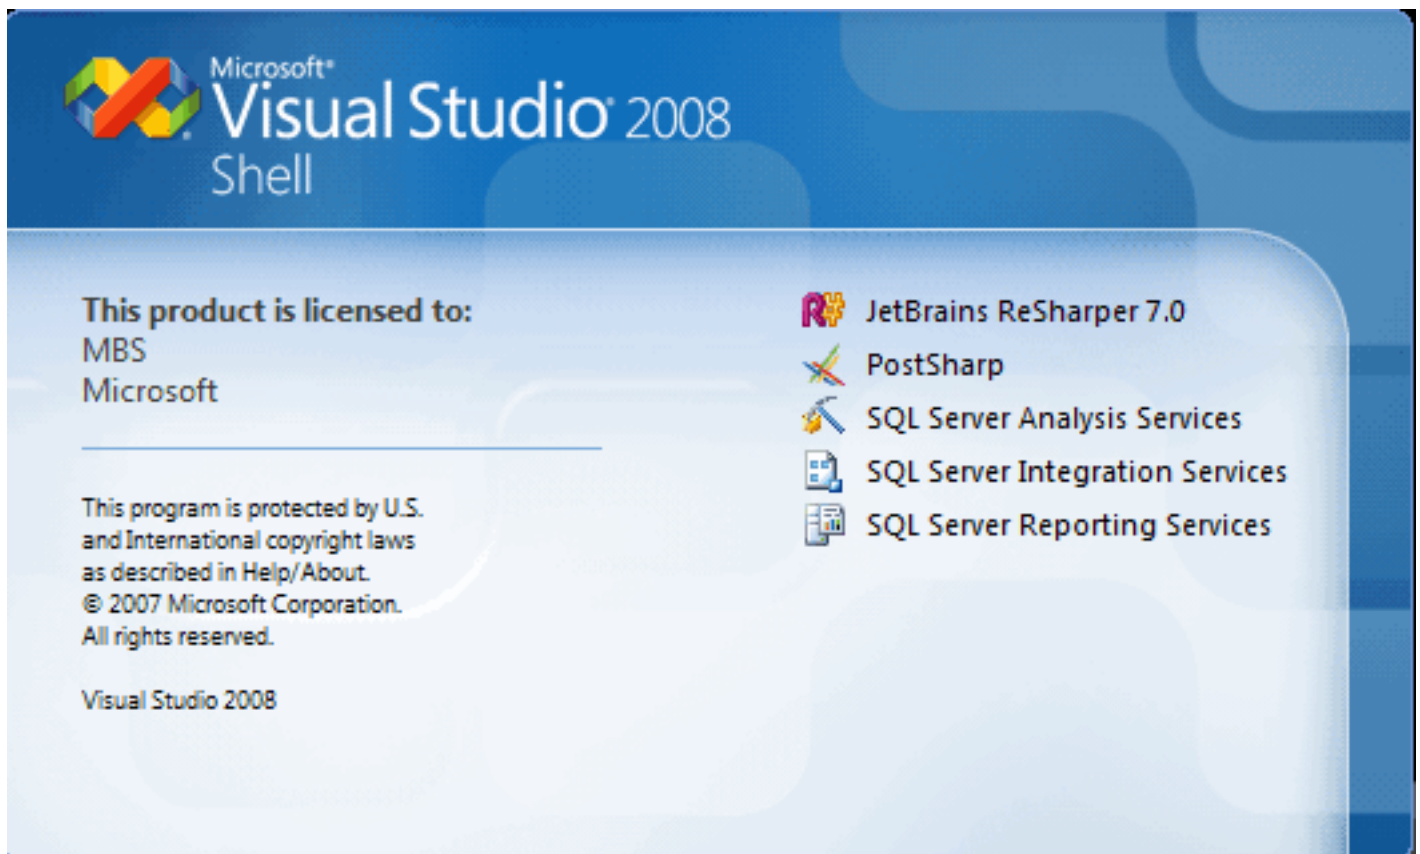 Microsoft®
Visual Studio® 2008
Shell
This product is licensed to:
MBS
Microsoft
This program is protected by U.S.
and International copyright laws
as described in Help/About.
© 2007 Microsoft Corporation.
All rights reserved.
Visual Studio 2008
JetBrains ReSharper 7.0
PostSharp
SQL Server Analysis Services
SQL Server Integration Services
SQL Server Reporting Services